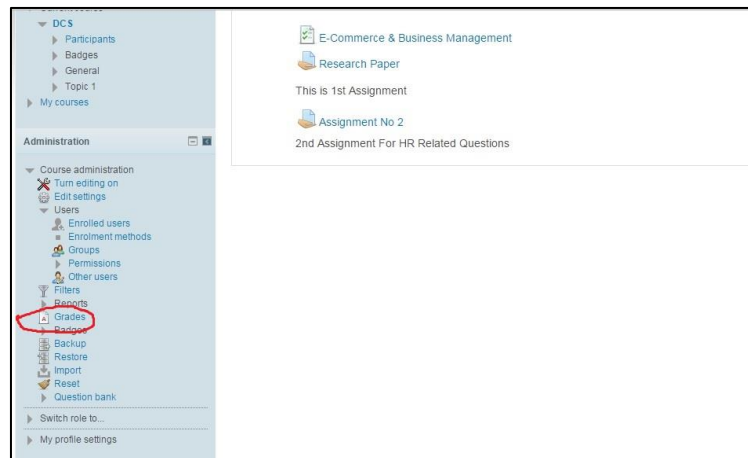 DCS
Participants
Badges
General
Topic 1
My courses
Administration
Course administration
Turn editing on
Edit settings
Users
Enrolled users
Enrolment methods
Groups
Permissions
Other users
Filters
Reports
Grades
Badges
Backup
Restore
Import
Reset
Question bank
Switch role to...
My profile settings
E-Commerce & Business Management
Research Paper
This is 1st Assignment
Assignment No 2
2nd Assignment For HR Related Questions